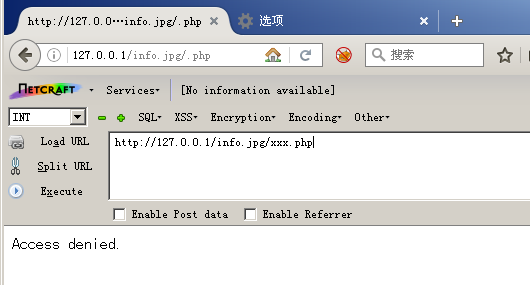 http://127.0.0…info.jpg/.php
选项
127.0.0.1/info.jpg/.php
搜索
NETCRAFT
Services
[No information available]
INT
SQL
XSS
Encryption
Encoding
Other
Load URL
http://127.0.0.1/info.jpg/xxx.php
Split URL
Execute
Enable Post data
Enable Referrer
Access denied.